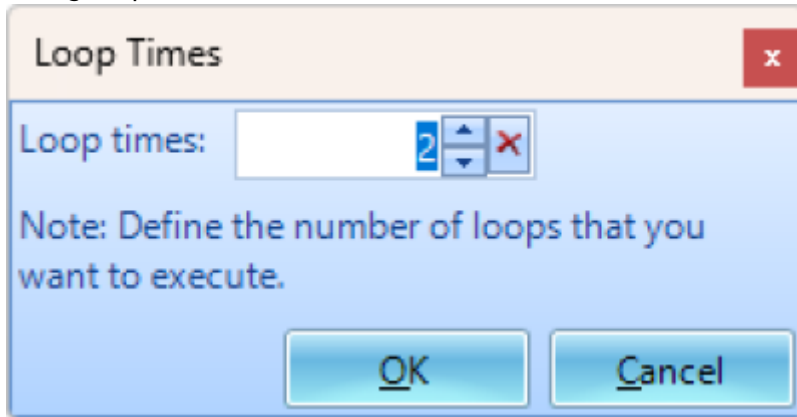 Loop Times
x
Loop times: 2
Note: Define the number of loops that you
want to execute.
OK Cancel